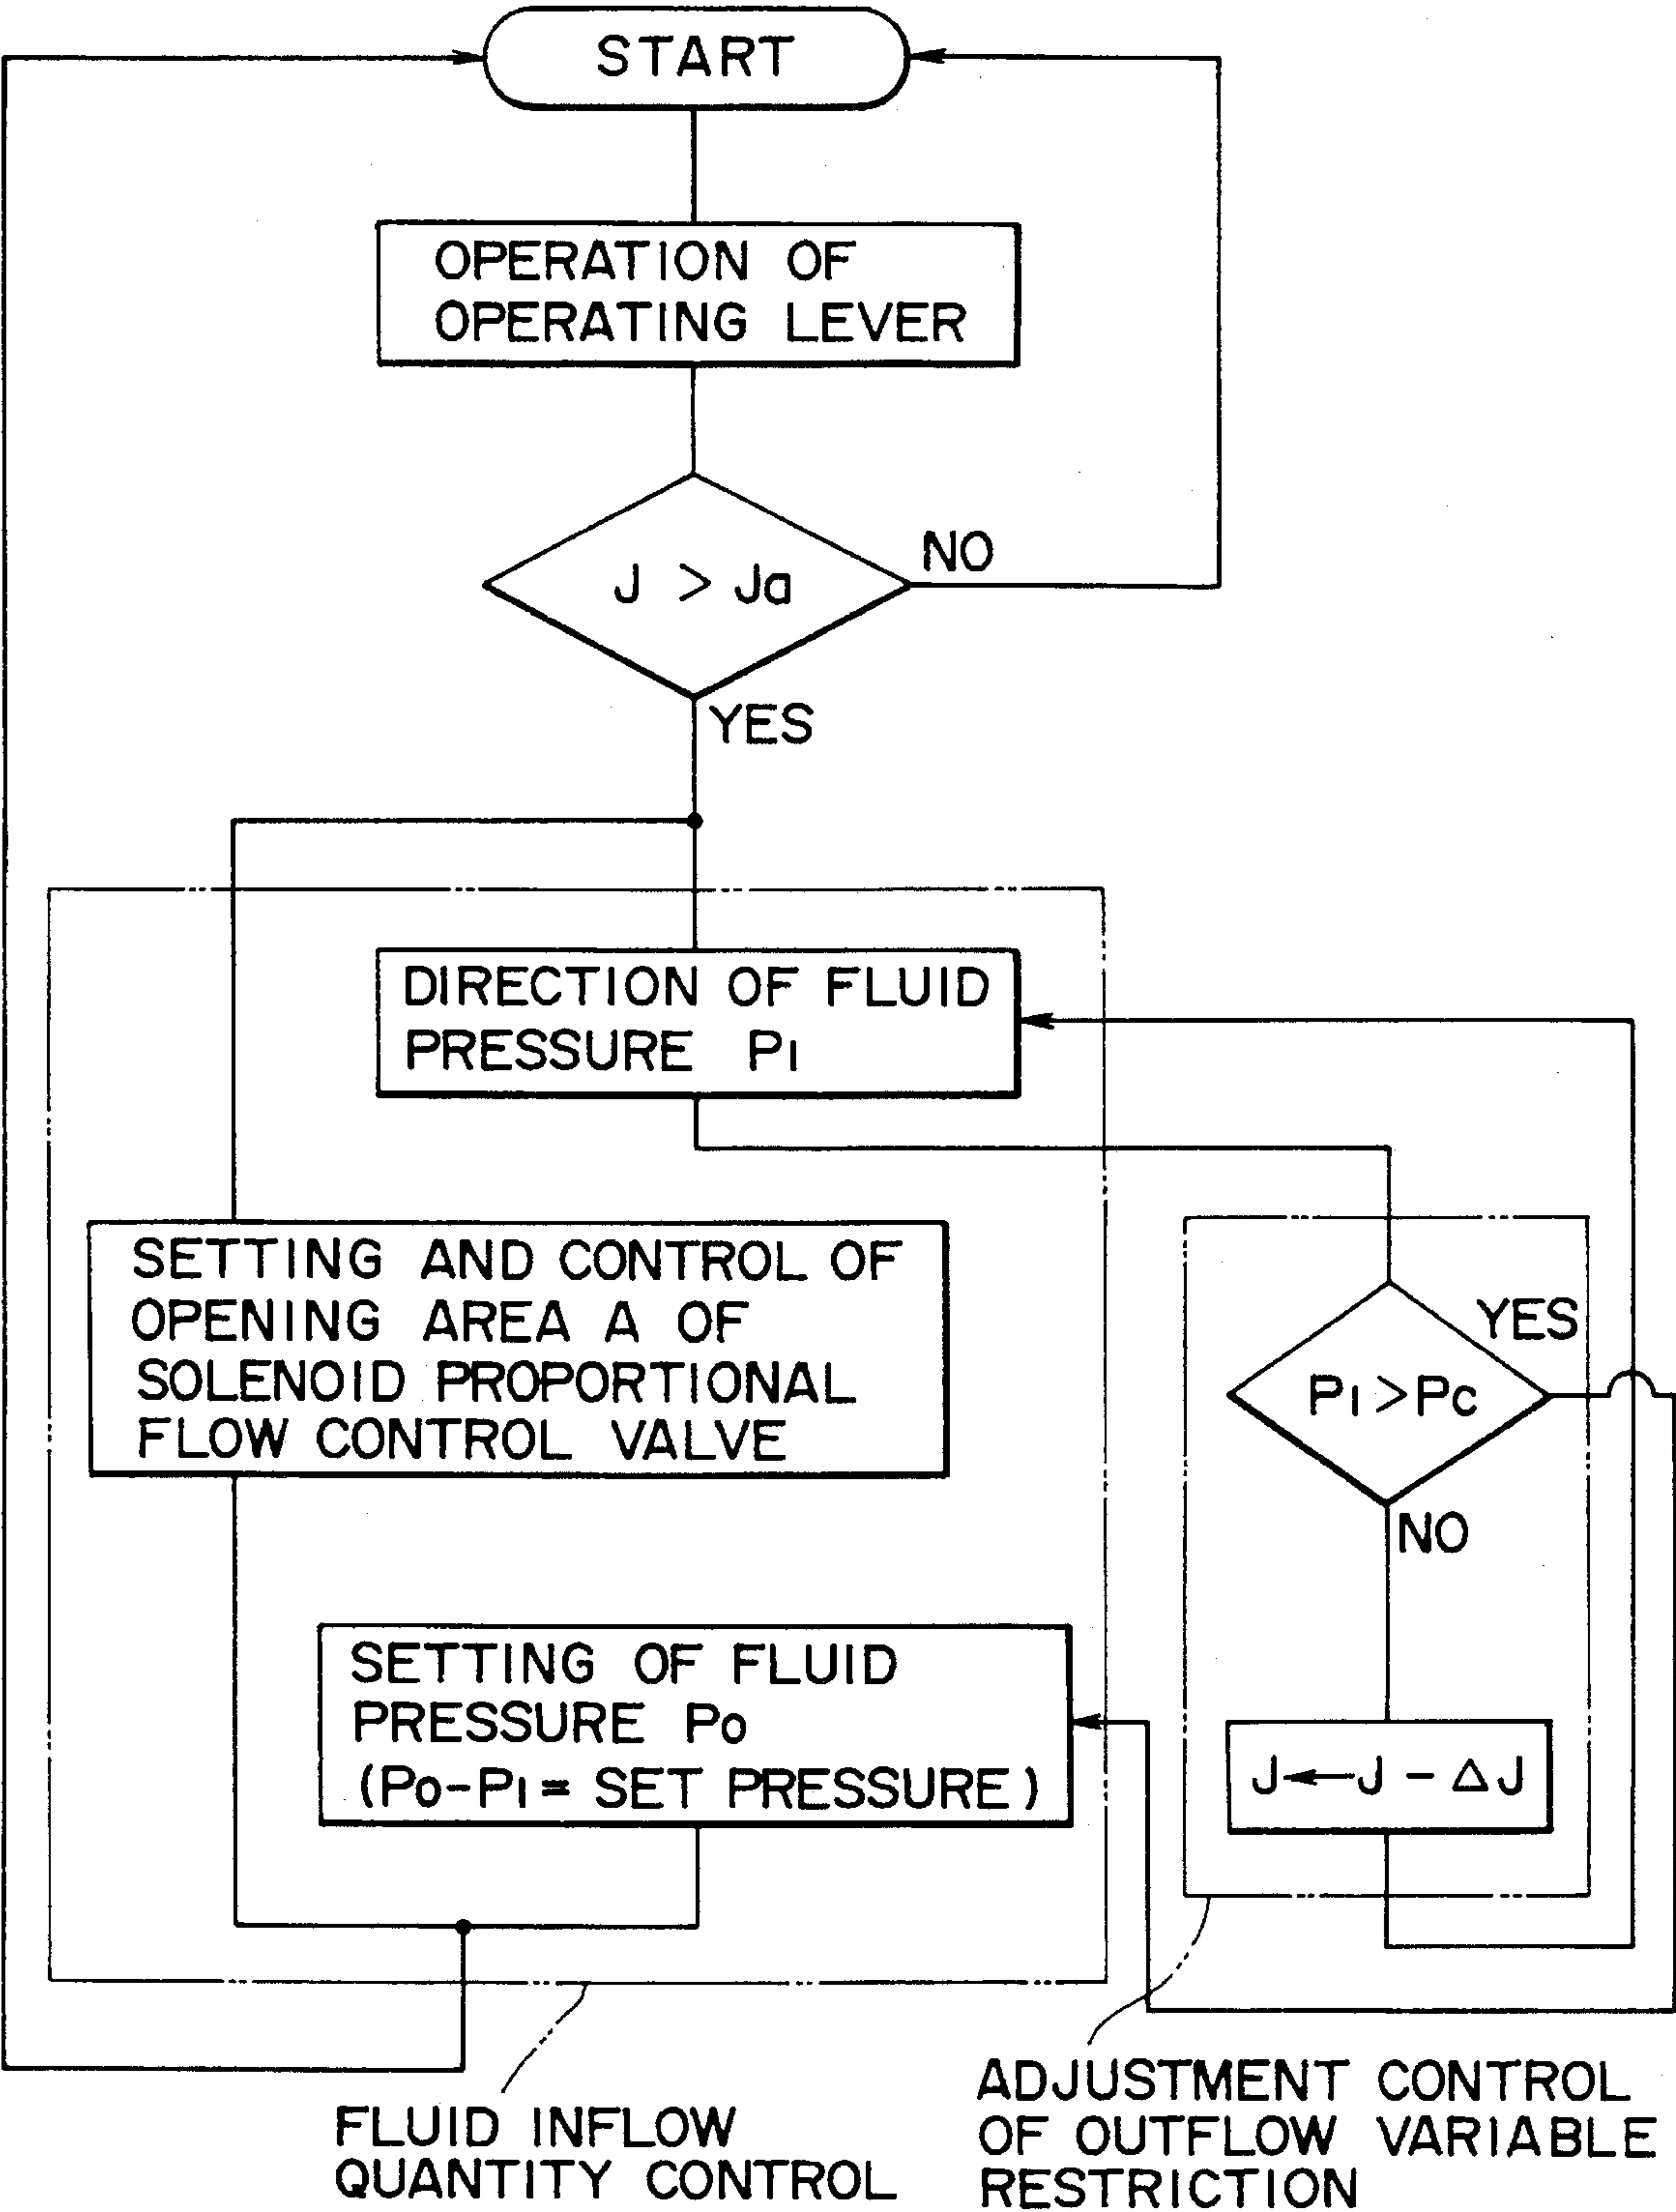 START
OPERATION OF
OPERATING LEVER
J > Ja
NO
YES
DIRECTION OF FLUID
PRESSURE P1
SETTING AND CONTROL OF
OPENING AREA A OF
SOLENOID PROPORTIONAL
FLOW CONTROL VALVE
YES
P1>Pc
NO
SETTING OF FLUID
PRESSURE Po
(Po-P1= SET PRESSURE)
J←J - ΔJ
FLUID INFLOW
QUANTITY CONTROL
ADJUSTMENT CONTROL
OF OUTFLOW VARIABLE
RESTRICTION